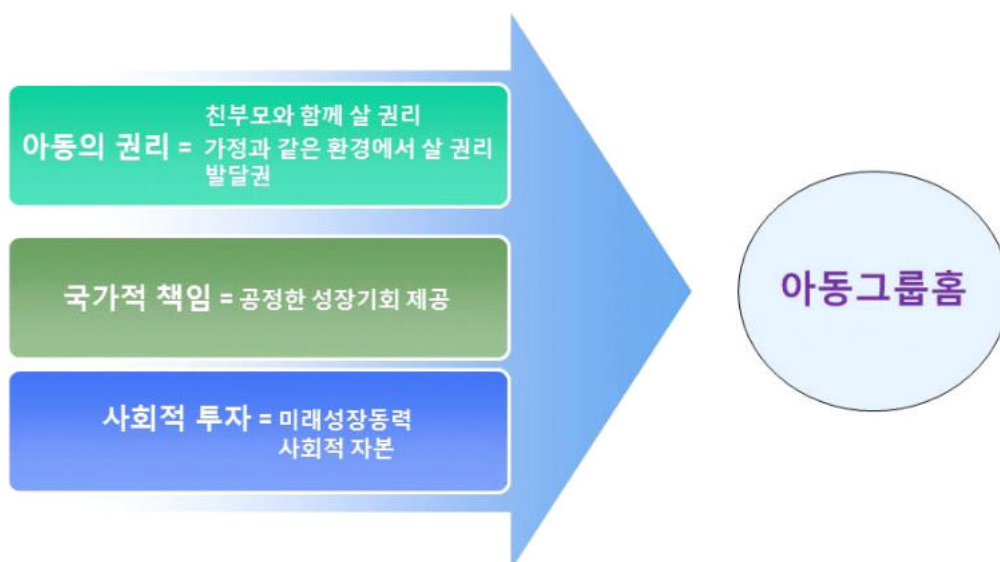 친부모와 함께 살 권리
아동의 권리 = 가정과 같은 환경에서 살 권리
발달권
국가적 책임 = 공정한 성장기회 제공
사회적 투자 = 미래성장동력
사회적 자본
아동그룹홈